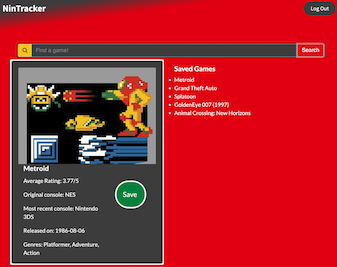 NinTracker
Log Out
Find a game!
Search
Metroid
Average Rating: 3.77/5
Original console: NES
Most recent console: Nintendo
3DS
Released on: 1986-08-06
Genres: Platformer, Adventure,
Action
Save
Saved Games
Metroid
Grand Theft Auto
Splatoon
GoldenEye 007 (1997)
Animal Crossing: New Horizons